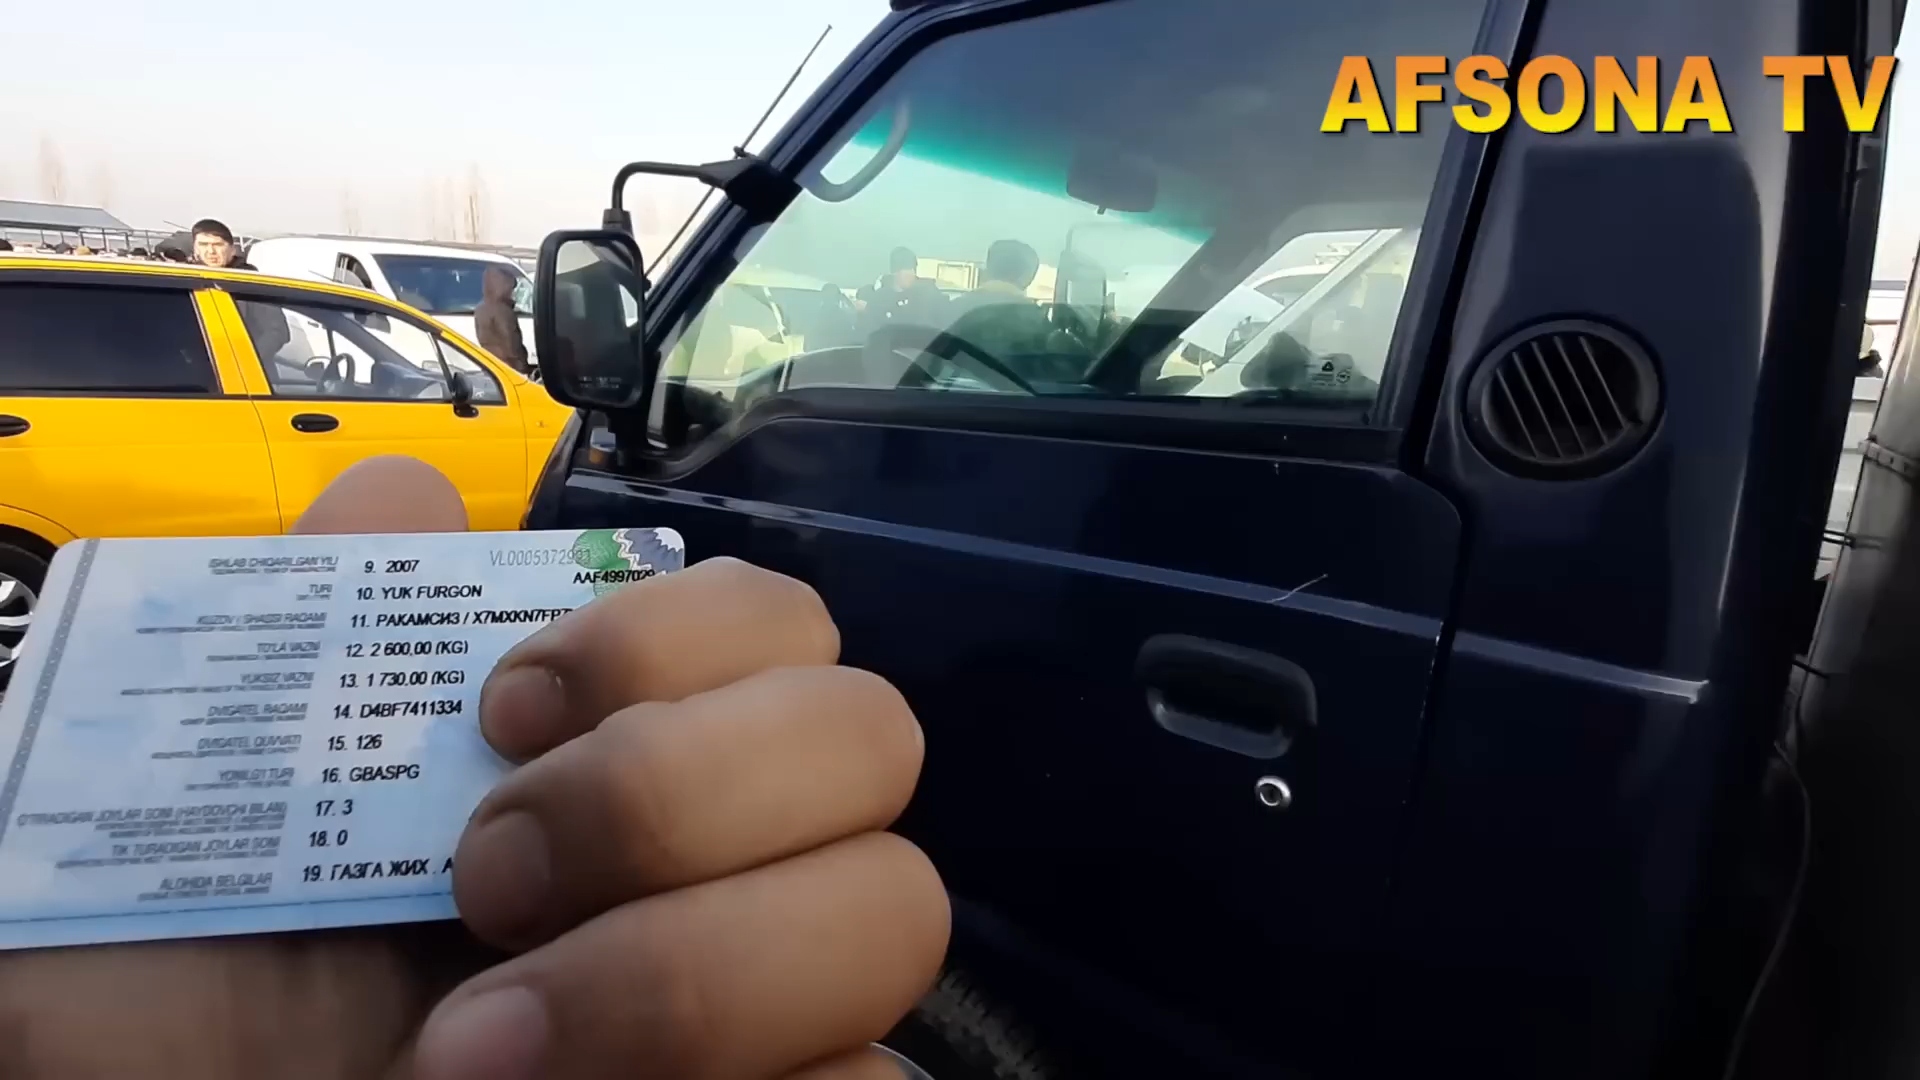 AFSONA TV
ISHLAB CHIQARILGAN YILI 9. 2007
VL0005372993
AAF4997029
TURI 10. YUK FURGON
KUZOV / SHASSI RAQAMI 11. РАКАМСИЗ / X7MXKN7FP7
TO'LA VAZNI 12. 2 600,00 (KG)
YUKSIZ VAZNI 13. 1 730.00 (KG)
DVIGATEL RAQAMI 14. D4BF7411334
DVIGATEL QUVVATI 15. 126
YONILG'I TURI 16. GBASPG
O'TIRADIGAN JOYLAR SONI (HAYDOVCHI BILAN) 17. 3
TIK TURADIGAN JOYLAR SONI 18. 0
ALOHIDA BELGILAR 19. ГАЗГА ЖИХ . А